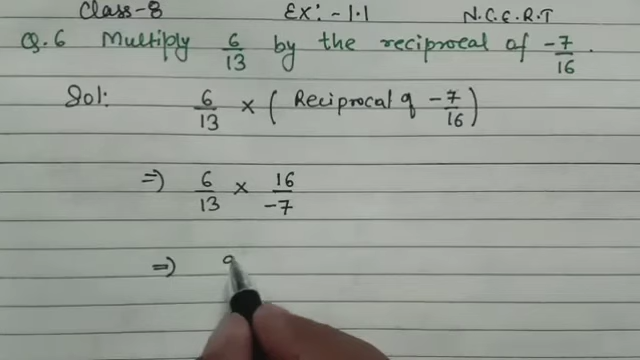 Class-8 Ex:-1.1 N.C.E.R.T
Q.6 Multiply 6/13 by the reciprocal of -7/16.
Sol: 6/13 × (Reciprocal of -7/16)
=) 6/13 × 16/-7
=) 9